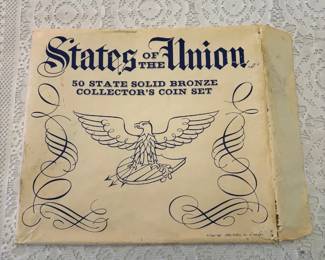 States OF THE Union
50 STATE SOLID BRONZE
COLLECTOR'S COIN SET